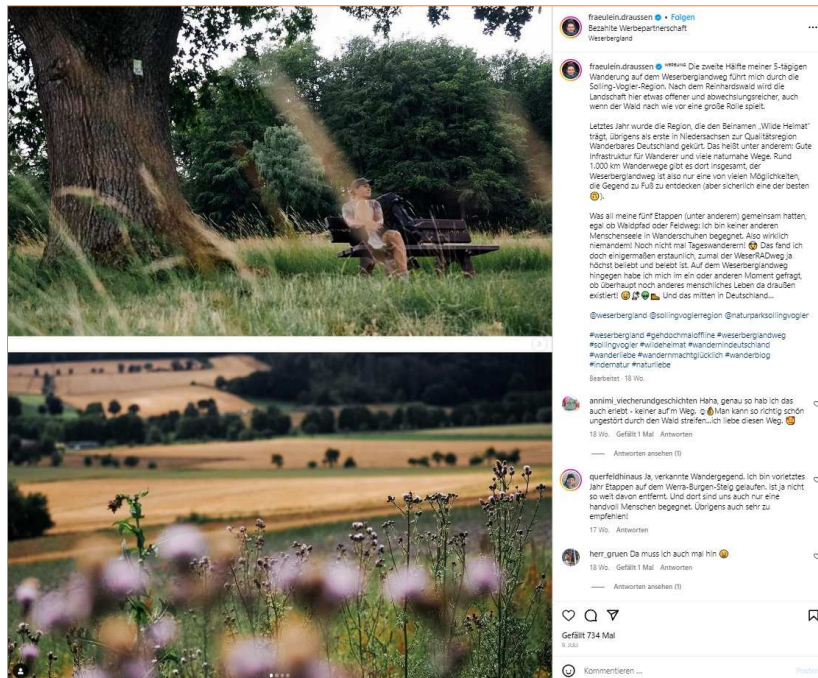 fraeulein.draussen • Folgen
Bezahlte Werbepartnerschaft
Weserbergland
fraeulein.draussen WERBUNG Die zweite Hälfte meiner 5-tägigen
Wanderung auf dem Weserberglandweg führt mich durch die
Solling-Vogler-Region. Nach dem Reinhardswald wird die
Landschaft hier etwas offener und abwechslungsreicher, auch
wenn der Wald nach wie vor eine große Rolle spielt.
Letztes Jahr wurde die Region, die den Beinamen „Wilde Heimat"
trägt, übrigens als erste in Niedersachsen zur Qualitätsregion
Wanderbares Deutschland gekürt. Das heißt unter anderem: Gute
Infrastruktur für Wanderer und viele naturnahe Wege. Rund
1.000 km Wanderwege gibt es dort insgesamt, der
Weserberglandweg ist also nur eine von vielen Möglichkeiten,
die Gegend zu Fuß zu entdecken (aber sicherlich eine der besten
🙃).
Was all meine fünf Etappen (unter anderem) gemeinsam hatten,
egal ob Waldpfad oder Feldweg: Ich bin keiner anderen
Menschenseele in Wanderschuhen begegnet. Also wirklich
niemandem! Noch nicht mal Tageswanderern! Das fand ich
doch einigermaßen erstaunlich, zumal der WeserRADweg ja
höchst beliebt und belebt ist. Auf dem Weserberglandweg
hingegen habe ich mich im ein oder anderen Moment gefragt,
ob überhaupt noch anderes menschliches Leben da draußen
existiert! Und das mitten in Deutschland...
@weserbergland @sollingvoglerregion @naturparksollingvogler
#weserbergland #gehdochmaloffline #weserberglandweg
#sollingvogler #wildeheimat #wandernindeutschland
#wanderliebe #wandernmachtglücklich #wanderblog
#indernatur #naturliebe
Bearbeitet · 18 Wo.
annimi_viecherundgeschichten Haha, genau so hab ich das
auch erlebt - keiner auf'm Weg. Man kann so richtig schön
ungestört durch den Wald streifen...ich liebe diesen Weg.
18 Wo. Gefällt 1 Mal Antworten
Antworten ansehen (1)
querfeldhinaus Ja, verkannte Wandergegend. Ich bin vorletztes
Jahr Etappen auf dem Werra-Burgen-Steig gelaufen. Ist ja nicht
so weit davon entfernt. Und dort sind uns auch nur eine
handvoll Menschen begegnet. Übrigens auch sehr zu
empfehlen!
17 Wo. Antworten
herr_gruen Da muss ich auch mal hin
18 Wo. Gefällt 1 Mal Antworten
Antworten ansehen (1)
Gefällt 734 Mal
9. JULI
Kommentieren ...
Posten